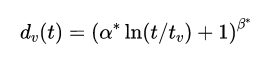 d_v(t) = (α* ln(t/t_v) + 1)^{β*}